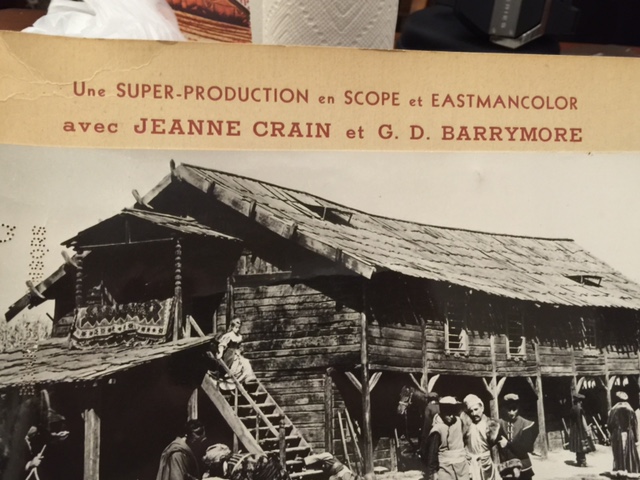 Une SUPER-PRODUCTION en SCOPE et EASTMANCOLOR
avec JEANNE CRAIN et G. D. BARRYMORE